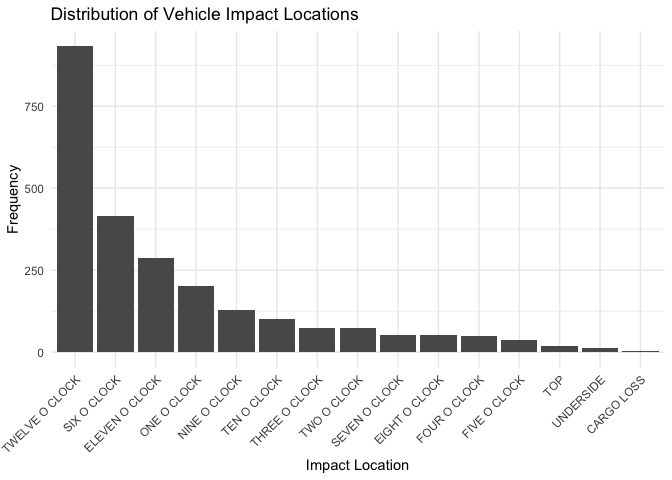 Distribution of Vehicle Impact Locations
Frequency
750
500
250
0
TWELVE O CLOCK
SIX O CLOCK
ELEVEN O CLOCK
ONE O CLOCK
NINE O CLOCK
TEN O CLOCK
THREE O CLOCK
TWO O CLOCK
SEVEN O CLOCK
EIGHT O CLOCK
FOUR O CLOCK
FIVE O CLOCK
TOP
UNDERSIDE
CARGO LOSS
Impact Location